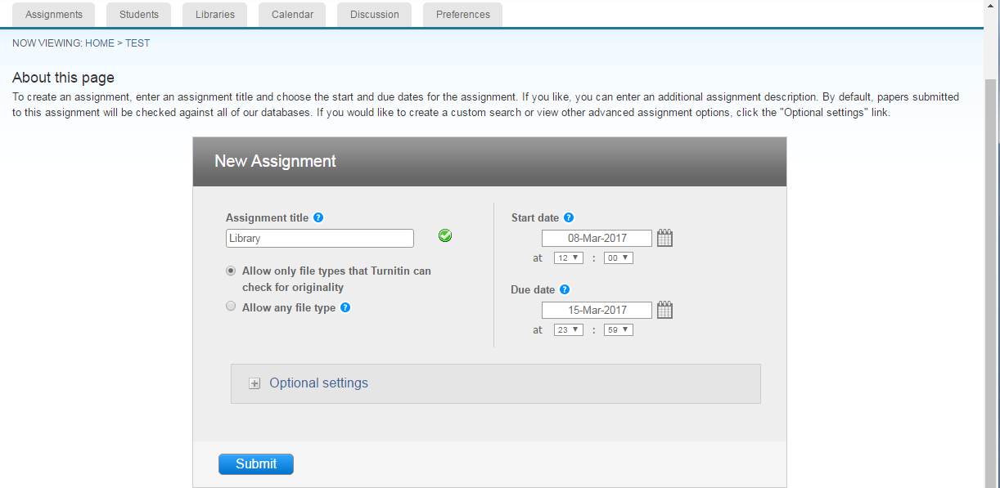 Assignments Students Libraries Calendar Discussion Preferences
NOW VIEWING: HOME > TEST
About this page
To create an assignment, enter an assignment title and choose the start and due dates for the assignment. If you like, you can enter an additional assignment description. By default, papers submitted
to this assignment will be checked against all of our databases. If you would like to create a custom search or view other advanced assignment options, click the "Optional settings" link.
New Assignment
Assignment title ?
Library
Allow only file types that Turnitin can
check for originality
Allow any file type ?
Start date ?
08-Mar-2017
at 12 : 00
Due date ?
15-Mar-2017
at 23 : 59
Optional settings
Submit